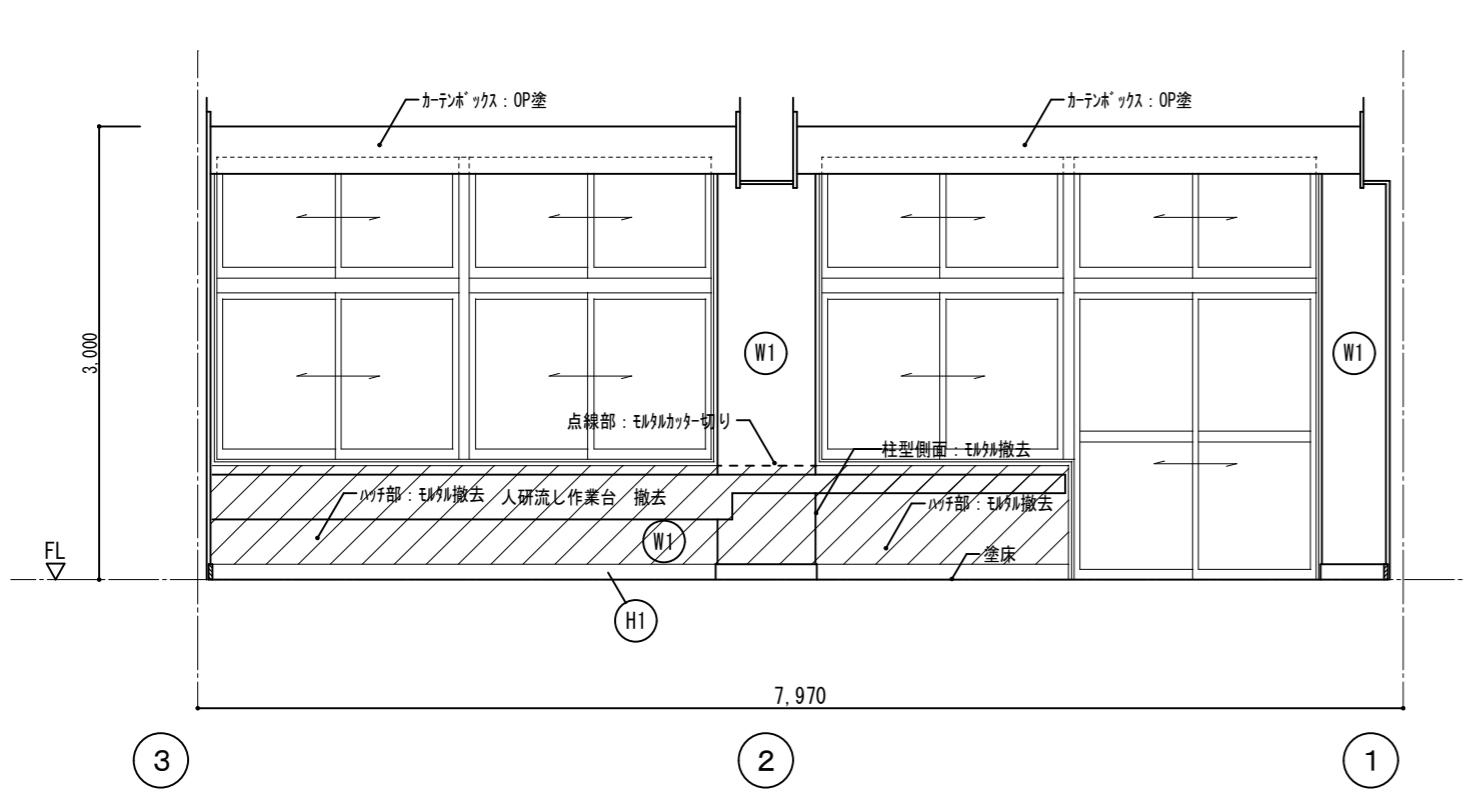 ｶｰﾃﾝﾎﾞｯｸｽ：OP塗
ｶｰﾃﾝﾎﾞｯｸｽ：OP塗
3,000
W1
W1
点線部：ﾓﾙﾀﾙｶｯﾀｰ切り
柱型側面：ﾓﾙﾀﾙ撤去
ﾊｯﾁ部：ﾓﾙﾀﾙ撤去
人研流し作業台　撤去
ﾊｯﾁ部：ﾓﾙﾀﾙ撤去
W1
塗床
FL
H1
7,970
3
2
1